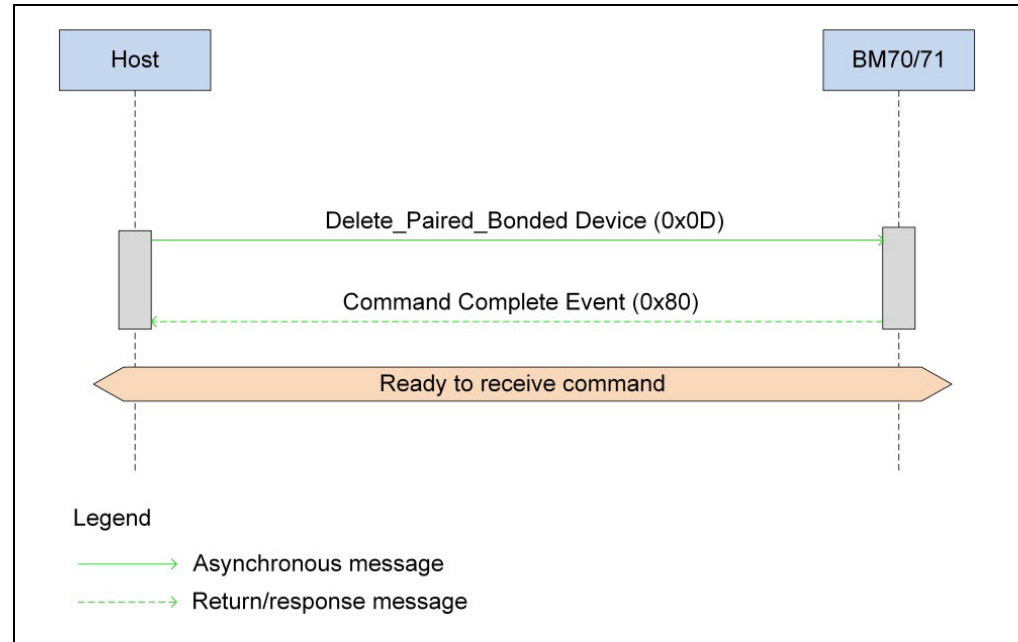 Host
BM70/71
Delete_Paired_Bonded Device (0x0D)
Command Complete Event (0x80)
Ready to receive command
Legend
Asynchronous message
Return/response message